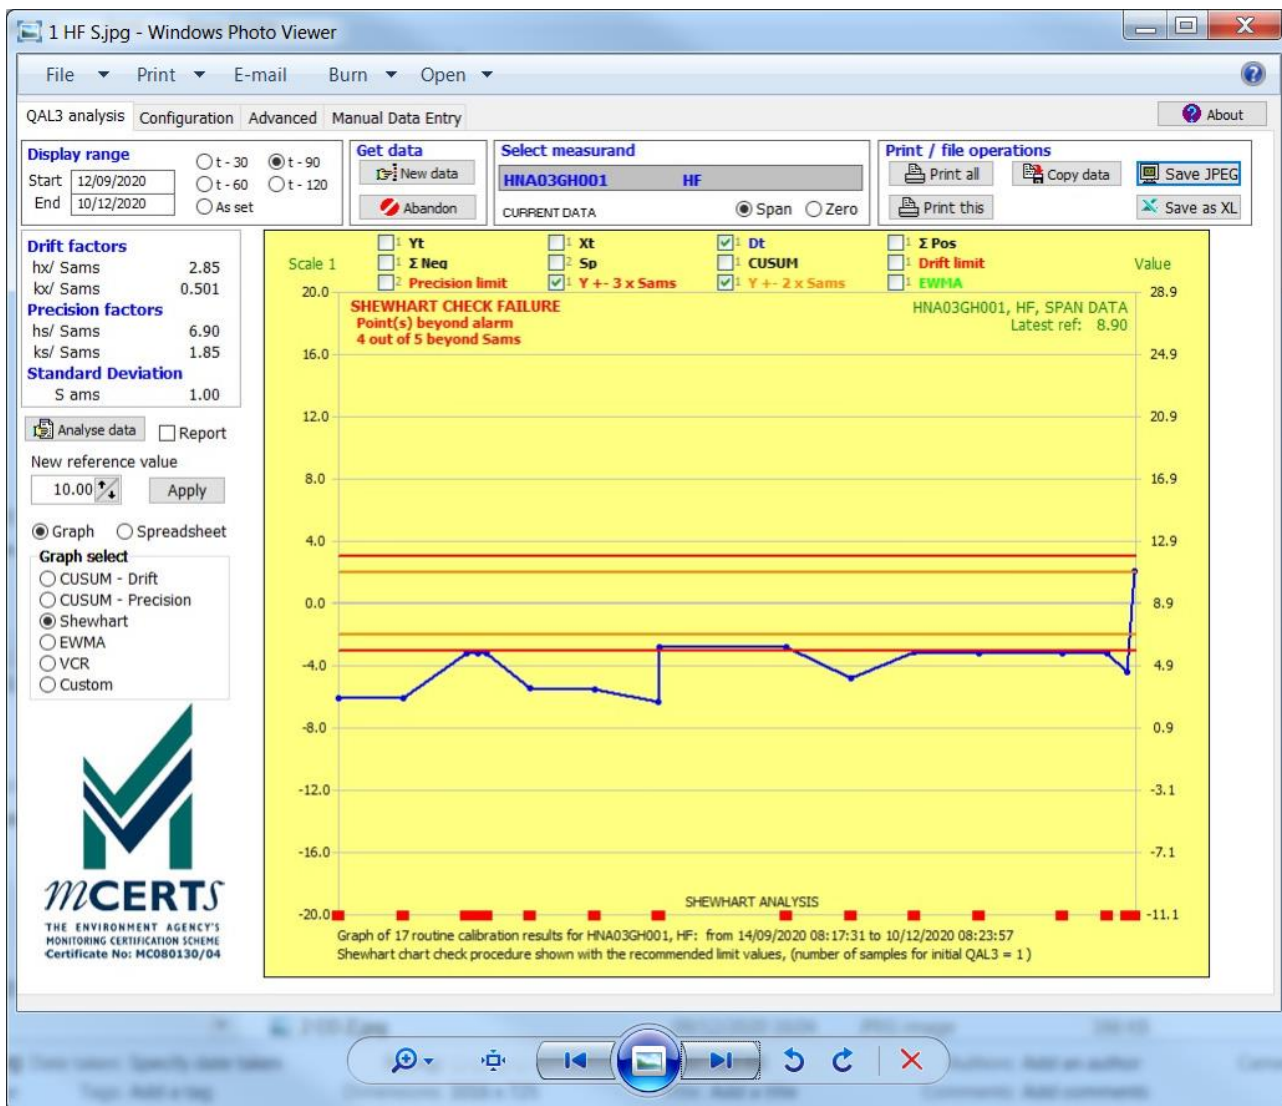 1 HF S.jpg - Windows Photo Viewer
File Print E-mail Burn Open
QAL3 analysis Configuration Advanced Manual Data Entry About
Display range
t - 30 t - 90
Start 12/09/2020 t - 60 t - 120
End 10/12/2020 As set
Get data
New data
Abandon
Select measurand
HNA03GH001 HF
CURRENT DATA Span Zero
Print / file operations
Print all Copy data Save JPEG
Print this Save as XL
Drift factors
hx/ Sams 2.85
kx/ Sams 0.501
Precision factors
hs/ Sams 6.90
ks/ Sams 1.85
Standard Deviation
S ams 1.00
Analyse data Report
New reference value
10.00 Apply
Graph Spreadsheet
Graph select
CUSUM - Drift
CUSUM - Precision
Shewhart
EWMA
VCR
Custom
mCERTS
THE ENVIRONMENT AGENCY'S
MONITORING CERTIFICATION SCHEME
Certificate No: MC080130/04
1 Yt 1 Xt 1 Dt 1 Σ Pos
Scale 1 1 Σ Neg 2 Sp 1 CUSUM 1 Drift limit Value
2 Precision limit 1 Y +- 3 x Sams 1 Y +- 2 x Sams 1 EWMA
20.0 28.9
SHEWHART CHECK FAILURE HNA03GH001, HF, SPAN DATA
Point(s) beyond alarm Latest ref: 8.90
4 out of 5 beyond Sams
16.0 24.9
12.0 20.9
8.0 16.9
4.0 12.9
0.0 8.9
-4.0 4.9
-8.0 0.9
-12.0 -3.1
-16.0 -7.1
SHEWHART ANALYSIS
-20.0 -11.1
Graph of 17 routine calibration results for HNA03GH001, HF: from 14/09/2020 08:17:31 to 10/12/2020 08:23:57
Shewhart chart check procedure shown with the recommended limit values, (number of samples for initial QAL3 = 1 )